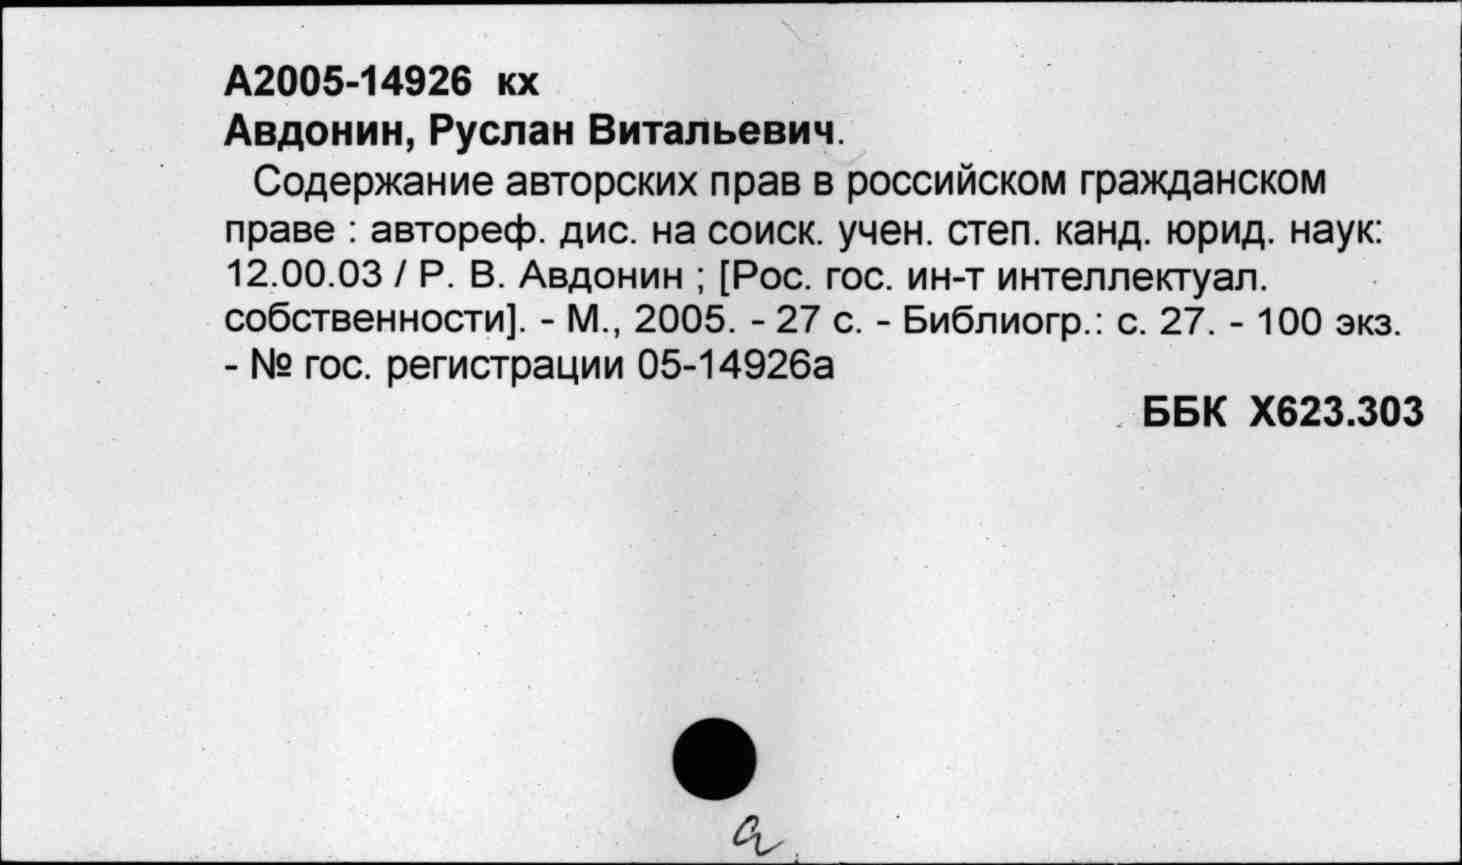 А2005-14926 кх
Авдонин, Руслан Витальевич.
Содержание авторских прав в российском гражданском
праве : автореф. дис. на соиск. учен. степ. канд. юрид. наук:
12.00.03 / Р. В. Авдонин ; [Рос. гос. ин-т интеллектуал.
собственности]. - М., 2005. - 27 с. - Библиогр.: с. 27. - 100 экз.
- № гос. регистрации 05-14926а
ББК Х623.303